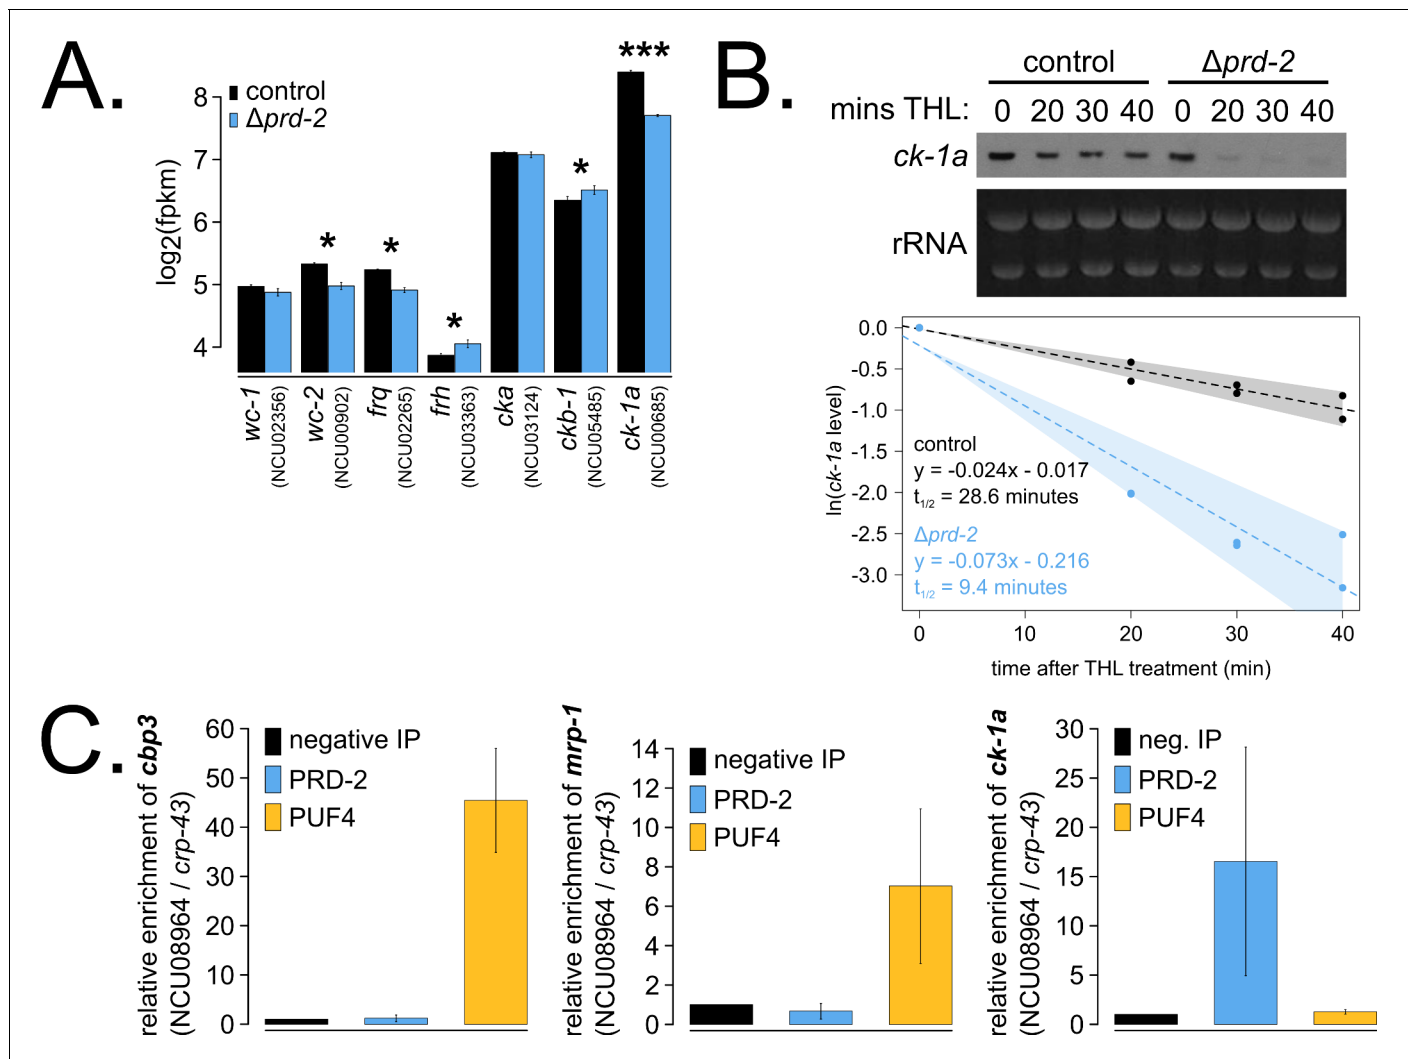 A.
control
Δprd-2
log2(fpkm)
8
7
6
5
4
*
*
*
*
***
wc-1 (NCU02356)
wc-2 (NCU00902)
frq (NCU02265)
frh (NCU03363)
cka (NCU03124)
ckb-1 (NCU05485)
ck-1a (NCU00685)
B.
control Δprd-2
mins THL: 0 20 30 40 0 20 30 40
ck-1a
rRNA
ln(ck-1a level)
0.0
-0.5
-1.0
-1.5
-2.0
-2.5
-3.0
control
y = -0.024x - 0.017
t1/2 = 28.6 minutes
Δprd-2
y = -0.073x - 0.216
t1/2 = 9.4 minutes
0 10 20 30 40
time after THL treatment (min)
C.
relative enrichment of cbp3
(NCU08964 / crp-43)
60
50
40
30
20
10
0
negative IP
PRD-2
PUF4
relative enrichment of mrp-1
(NCU08964 / crp-43)
14
12
10
8
6
4
2
0
negative IP
PRD-2
PUF4
relative enrichment of ck-1a
(NCU08964 / crp-43)
30
25
20
15
10
5
0
neg. IP
PRD-2
PUF4